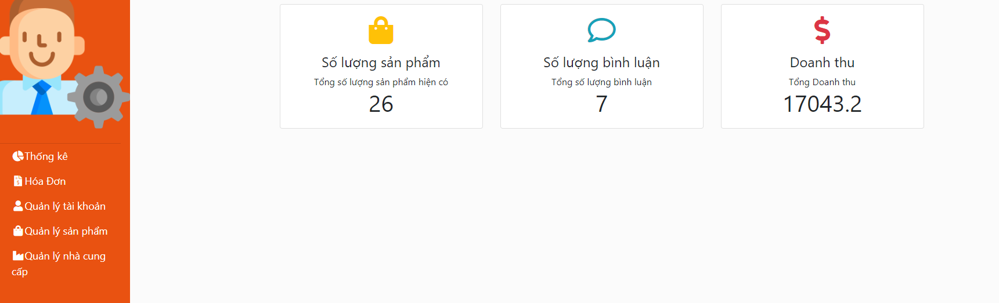 Thống kê
Hóa Đơn
Quản lý tài khoản
Quản lý sản phẩm
Quản lý nhà cung
cấp
Số lượng sản phẩm
Tổng số lượng sản phẩm hiện có
26
Số lượng bình luận
Tổng số lượng bình luận
7
Doanh thu
Tổng Doanh thu
17043.2